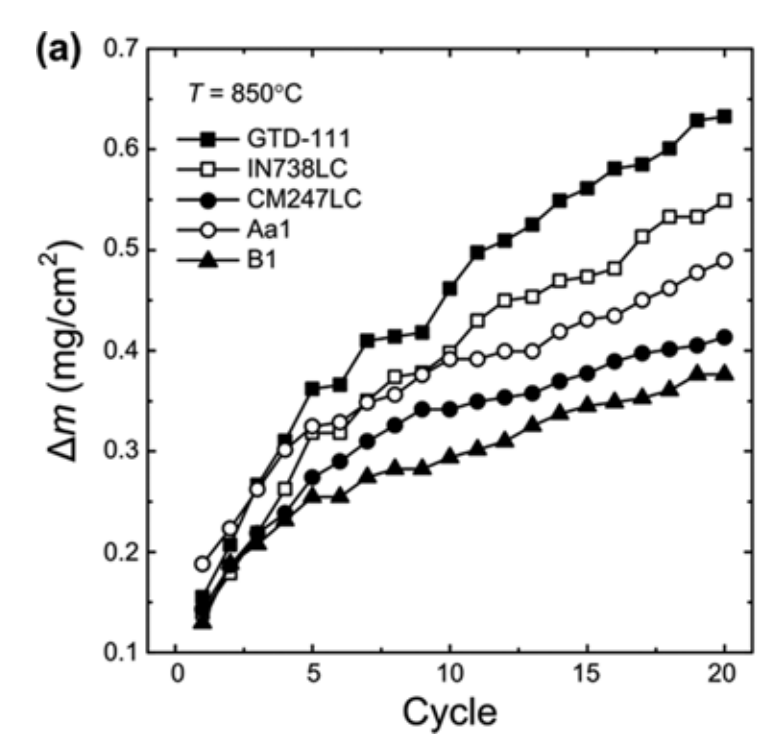 (a)
T = 850°C
GTD-111
IN738LC
CM247LC
Aa1
B1
Δm (mg/cm²)
0.7
0.6
0.5
0.4
0.3
0.2
0.1
0 5 10 15 20
Cycle